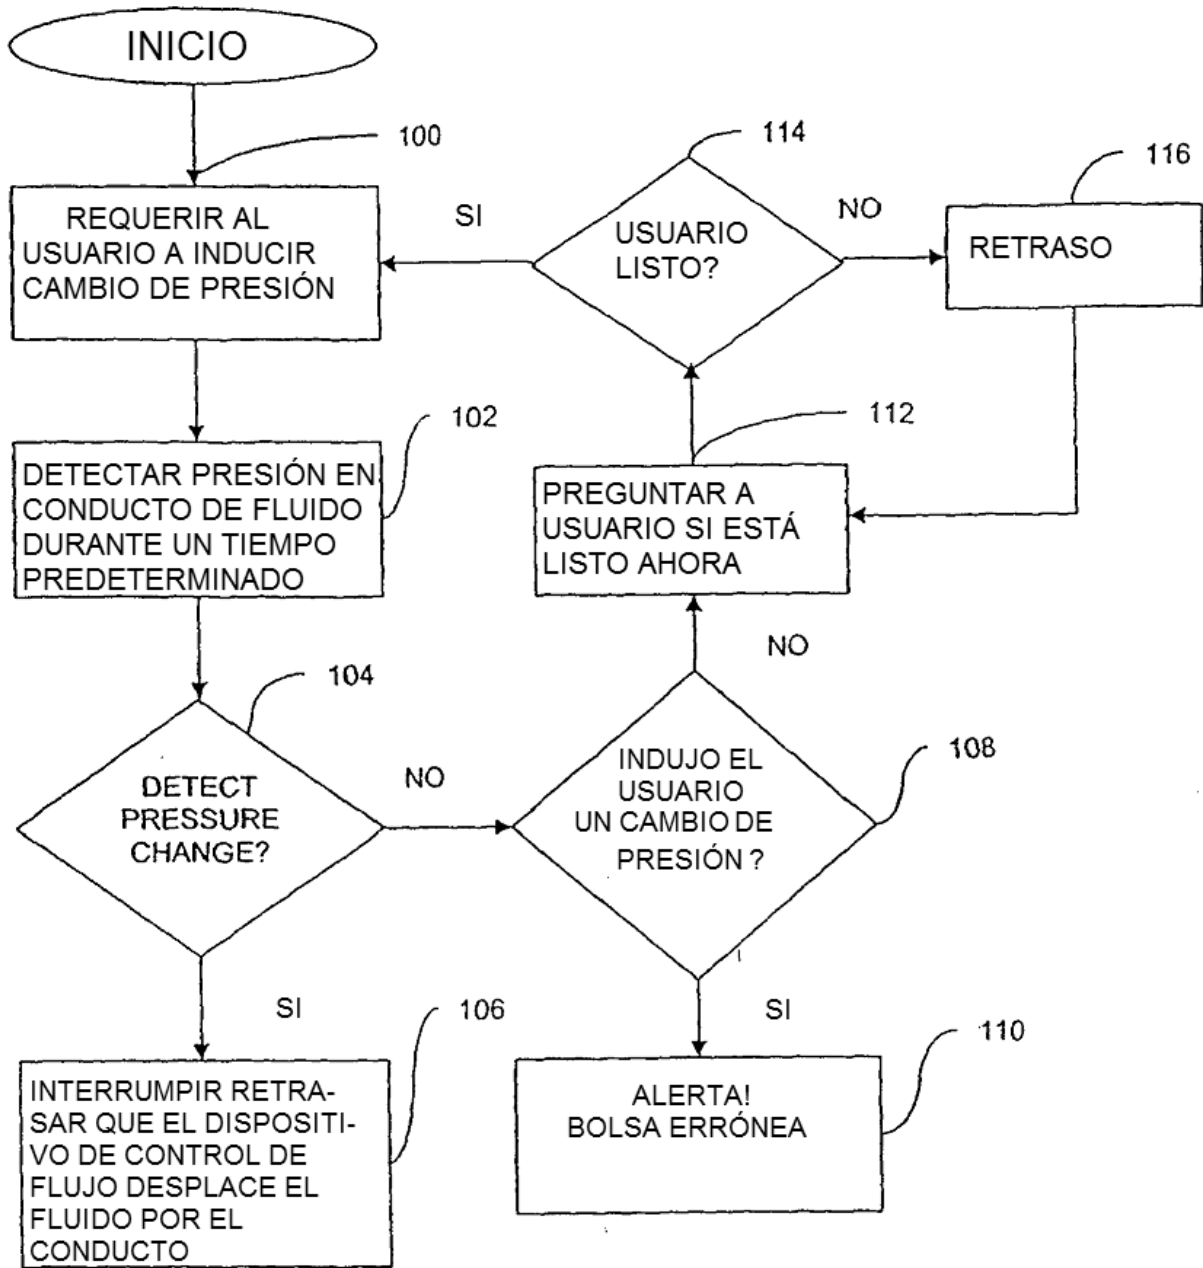 INICIO
100
REQUERIR AL
USUARIO A INDUCIR
CAMBIO DE PRESIÓN
SI
114
USUARIO
LISTO?
NO
116
RETRASO
102
DETECTAR PRESIÓN EN
CONDUCTO DE FLUIDO
DURANTE UN TIEMPO
PREDETERMINADO
112
PREGUNTAR A
USUARIO SI ESTÁ
LISTO AHORA
NO
104
DETECT
PRESSURE
CHANGE?
NO
108
INDUJO EL
USUARIO
UN CAMBIO DE
PRESIÓN ?
SI
106
INTERRUMPIR RETRA-
SAR QUE EL DISPOSITI-
VO DE CONTROL DE
FLUJO DESPLACE EL
FLUIDO POR EL
CONDUCTO
SI
110
ALERTA!
BOLSA ERRÓNEA